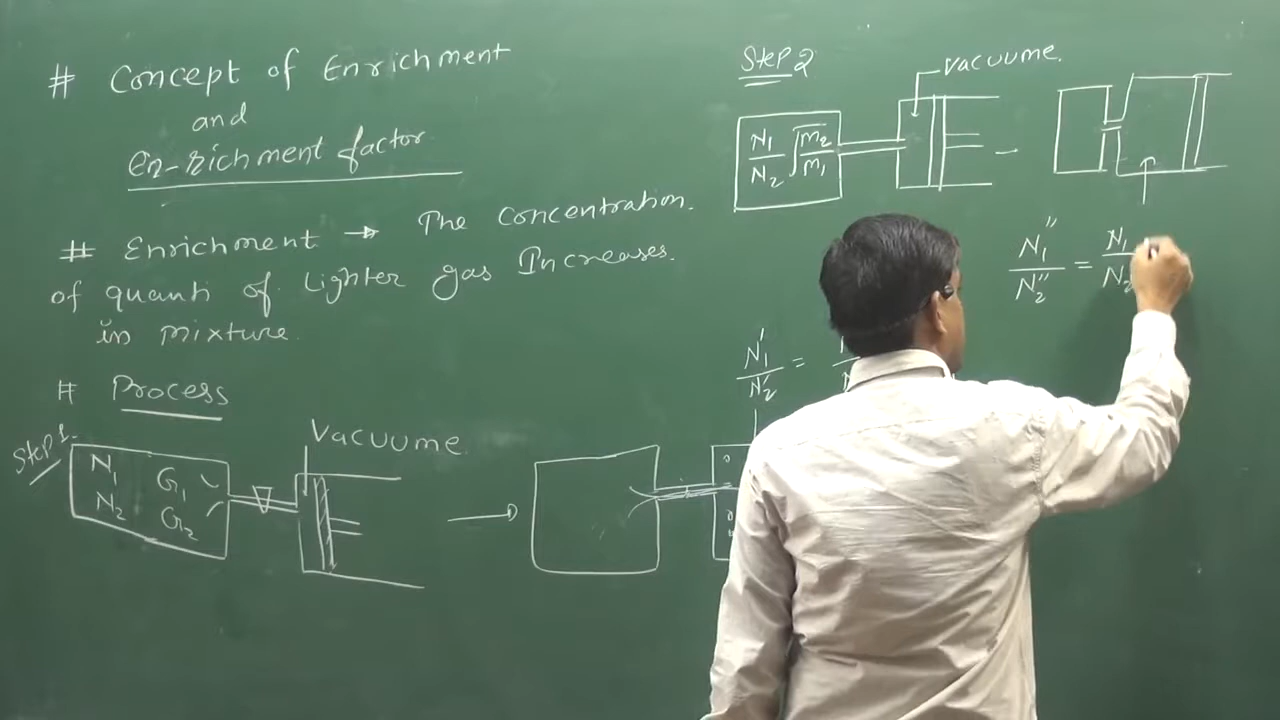 # Concept of Enrichment
and
en-richment factor
# Enrichment → The Concentration.
of quanti of Lighter gas Increases.
in mixture.
# Process
Step 1.
N₁ G₁
N₂ G₂
Vacuume
Step 2
N₁/N₂ √M₂/M₁
Vacuume.
N₁'/N₂' =
N₁''/N₂'' = N₁/N₂